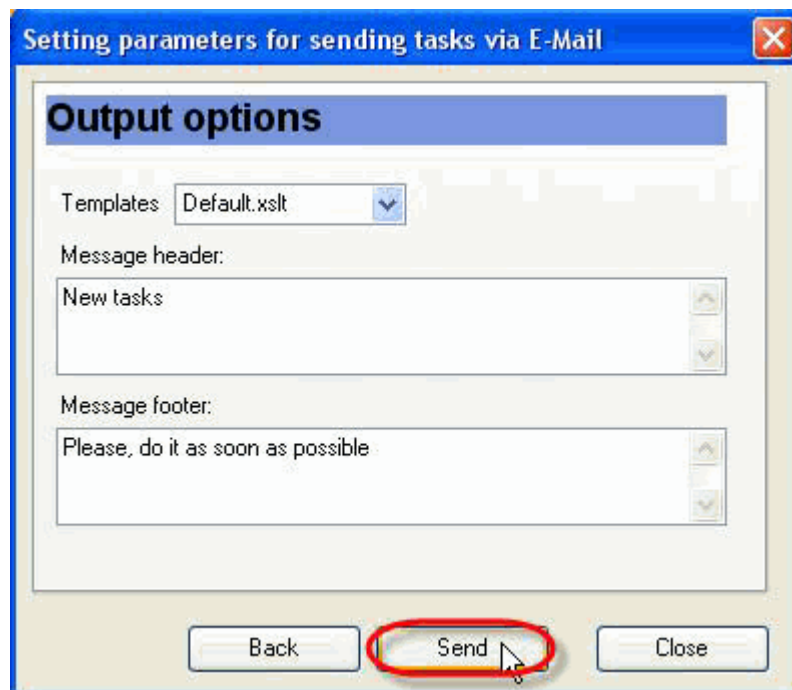 Setting parameters for sending tasks via E-Mail
Output options
Templates Default.xslt
Message header:
New tasks
Message footer:
Please, do it as soon as possible
Back Send Close